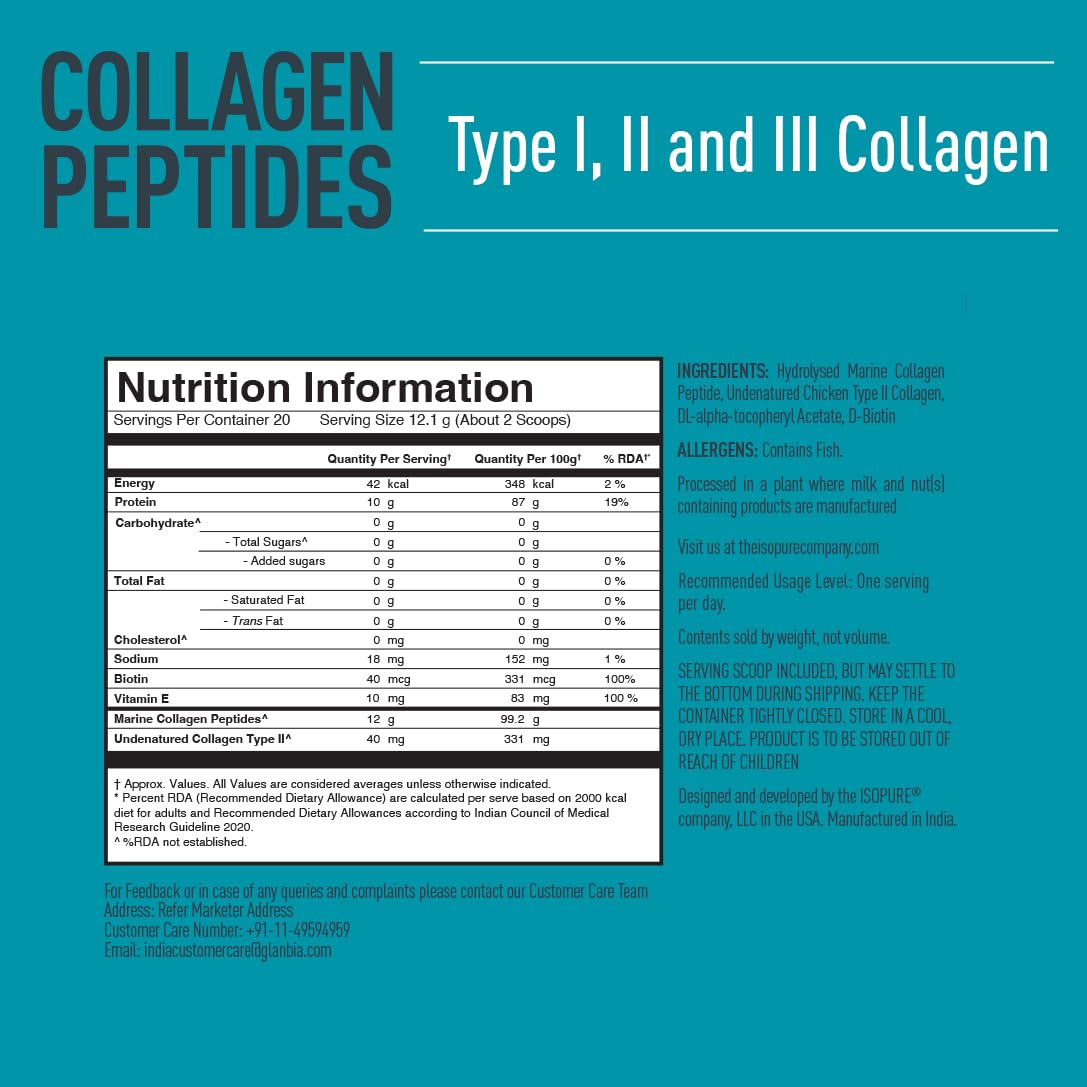 COLLAGEN
PEPTIDES
Type I, II and III Collagen
Nutrition Information
Servings Per Container 20 Serving Size 12.1 g (About 2 Scoops)
Quantity Per Serving† Quantity Per 100g† % RDA†*
Energy 42 kcal 348 kcal 2 %
Protein 10 g 87 g 19%
Carbohydrate^ 0 g 0 g
- Total Sugars^ 0 g 0 g
- Added sugars 0 g 0 g 0 %
Total Fat 0 g 0 g 0 %
- Saturated Fat 0 g 0 g 0 %
- Trans Fat 0 g 0 g 0 %
Cholesterol^ 0 mg 0 mg
Sodium 18 mg 152 mg 1 %
Biotin 40 mcg 331 mcg 100%
Vitamin E 10 mg 83 mg 100 %
Marine Collagen Peptides^ 12 g 99.2 g
Undenatured Collagen Type II^ 40 mg 331 mg
† Approx. Values. All Values are considered averages unless otherwise indicated.
* Percent RDA (Recommended Dietary Allowance) are calculated per serve based on 2000 kcal
diet for adults and Recommended Dietary Allowances according to Indian Council of Medical
Research Guideline 2020.
^ %RDA not established.
For Feedback or in case of any queries and complaints please contact our Customer Care Team
Address: Refer Marketer Address
Customer Care Number: +91-11-49594959
Email: indiacustomercare@glanbia.com
INGREDIENTS: Hydrolysed Marine Collagen
Peptide, Undenatured Chicken Type II Collagen,
DL-alpha-tocopheryl Acetate, D-Biotin
ALLERGENS: Contains Fish.
Processed in a plant where milk and nut(s)
containing products are manufactured
Visit us at theisopurecompany.com
Recommended Usage Level: One serving
per day.
Contents sold by weight, not volume.
SERVING SCOOP INCLUDED, BUT MAY SETTLE TO
THE BOTTOM DURING SHIPPING. KEEP THE
CONTAINER TIGHTLY CLOSED. STORE IN A COOL,
DRY PLACE. PRODUCT IS TO BE STORED OUT OF
REACH OF CHILDREN
Designed and developed by the ISOPURE®
company, LLC in the USA. Manufactured in India.